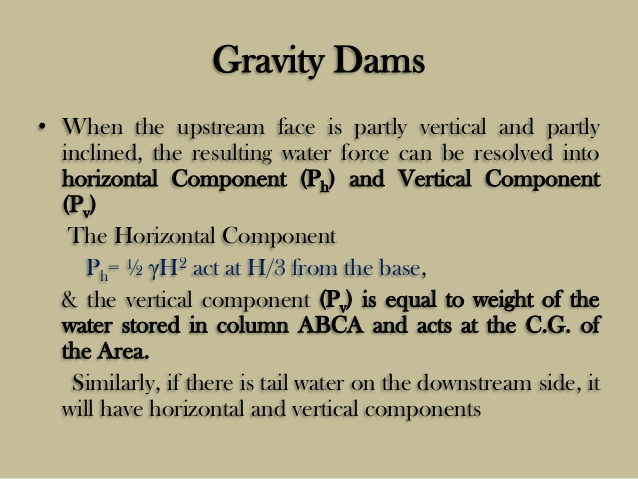 Gravity Dams
• When the upstream face is partly vertical and partly
inclined, the resulting water force can be resolved into
horizontal Component (Ph) and Vertical Component
(Pv)
The Horizontal Component
Ph= ½ γH² act at H/3 from the base,
& the vertical component (Pv) is equal to weight of the
water stored in column ABCA and acts at the C.G. of
the Area.
Similarly, if there is tail water on the downstream side, it
will have horizontal and vertical components